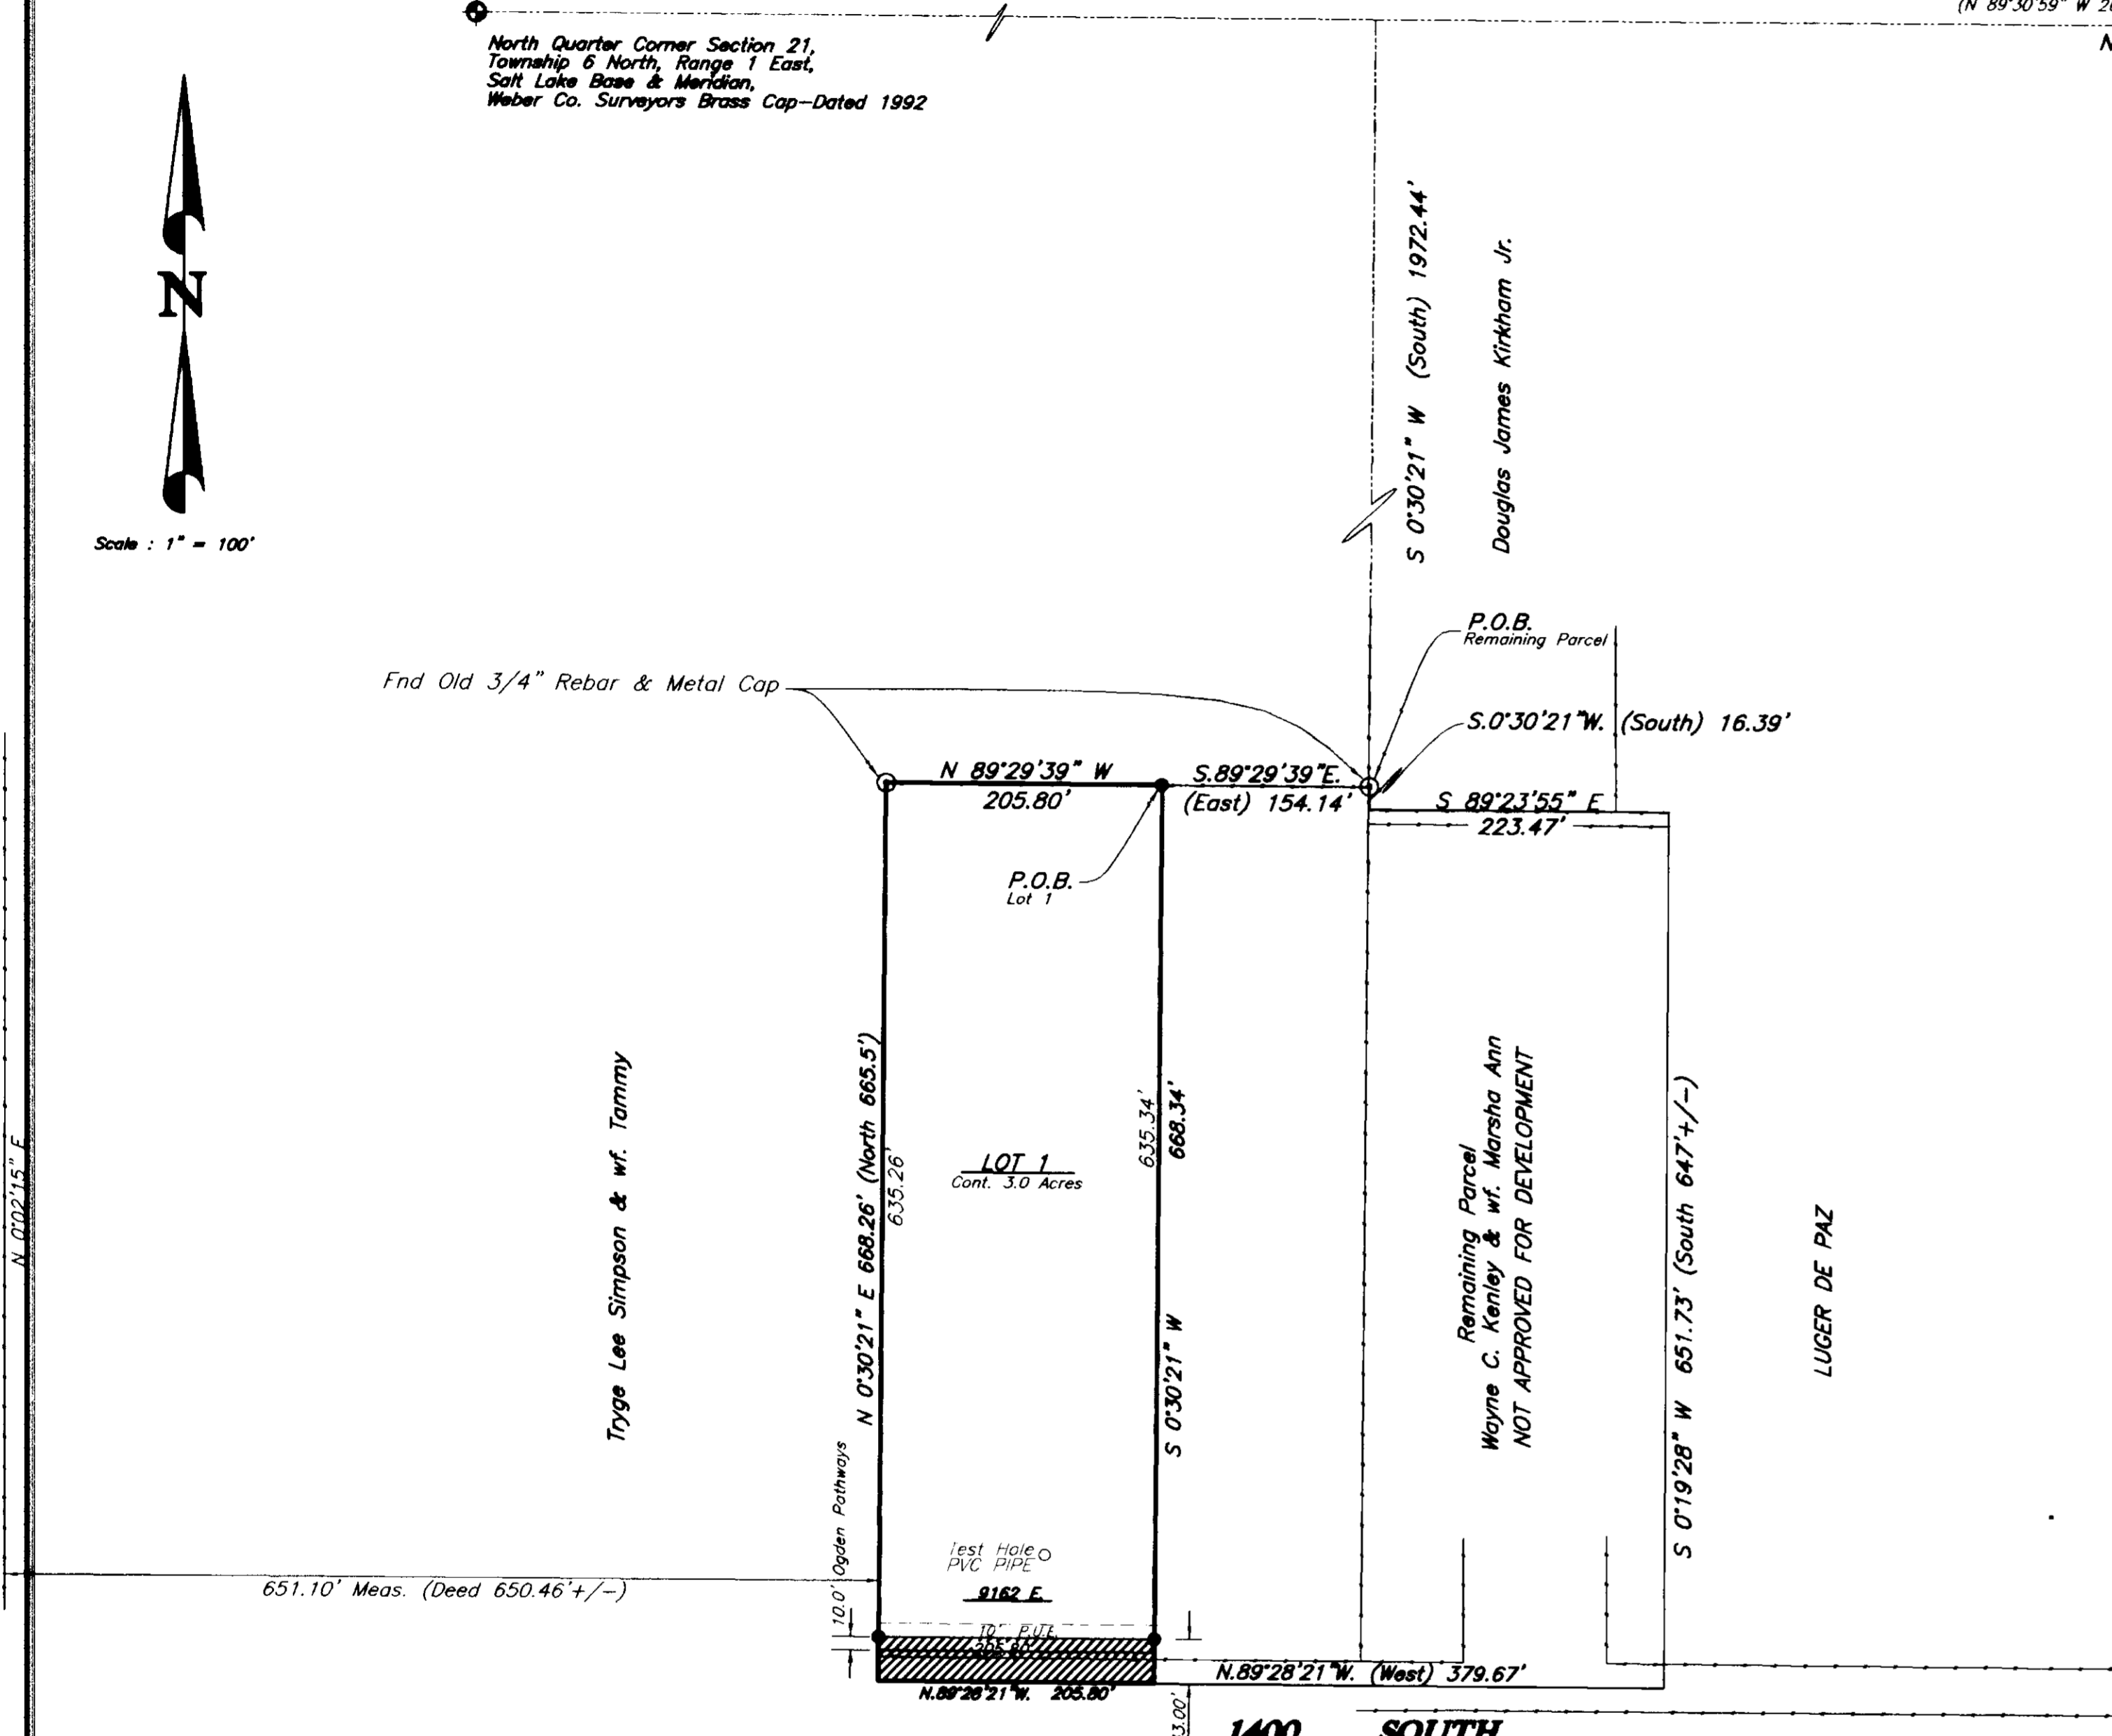 (N 89°30'59" W
North Quarter Corner Section 21,
Township 6 North, Range 1 East,
Salt Lake Base & Meridian,
Weber Co. Surveyors Brass Cap-Dated 1992
N
Scale : 1" = 100'
S 0°30'21" W (South) 1972.44'
Douglas James Kirkham Jr.
P.O.B.
Remaining Parcel
Fnd Old 3/4" Rebar & Metal Cap
S.0°30'21"W. (South) 16.39'
N 89°29'39" W
205.80'
S.89°29'39"E.
(East) 154.14'
S 89°23'55" E
223.47'
P.O.B.
Lot 1
N 0°02'15" E
Tryge Lee Simpson & wf. Tammy
N 0°30'21" E 668.26' (North 665.5')
635.26'
LOT 1
Cont. 3.0 Acres
635.34'
668.34'
S 0°30'21" W
Remaining Parcel
Wayne C. Kenley & wf. Marsha Ann
NOT APPROVED FOR DEVELOPMENT
S 0°19'28" W 651.73' (South 647'+/-)
LUGER DE PAZ
10.0' Ogden Pathways
Test Hole
PVC PIPE
9162 E.
651.10' Meas. (Deed 650.46'+/-)
10' P.U.E.
205.80'
N.89°28'21"W. (West) 379.67'
N.89°28'21"W. 205.80'
1400 SOUTH